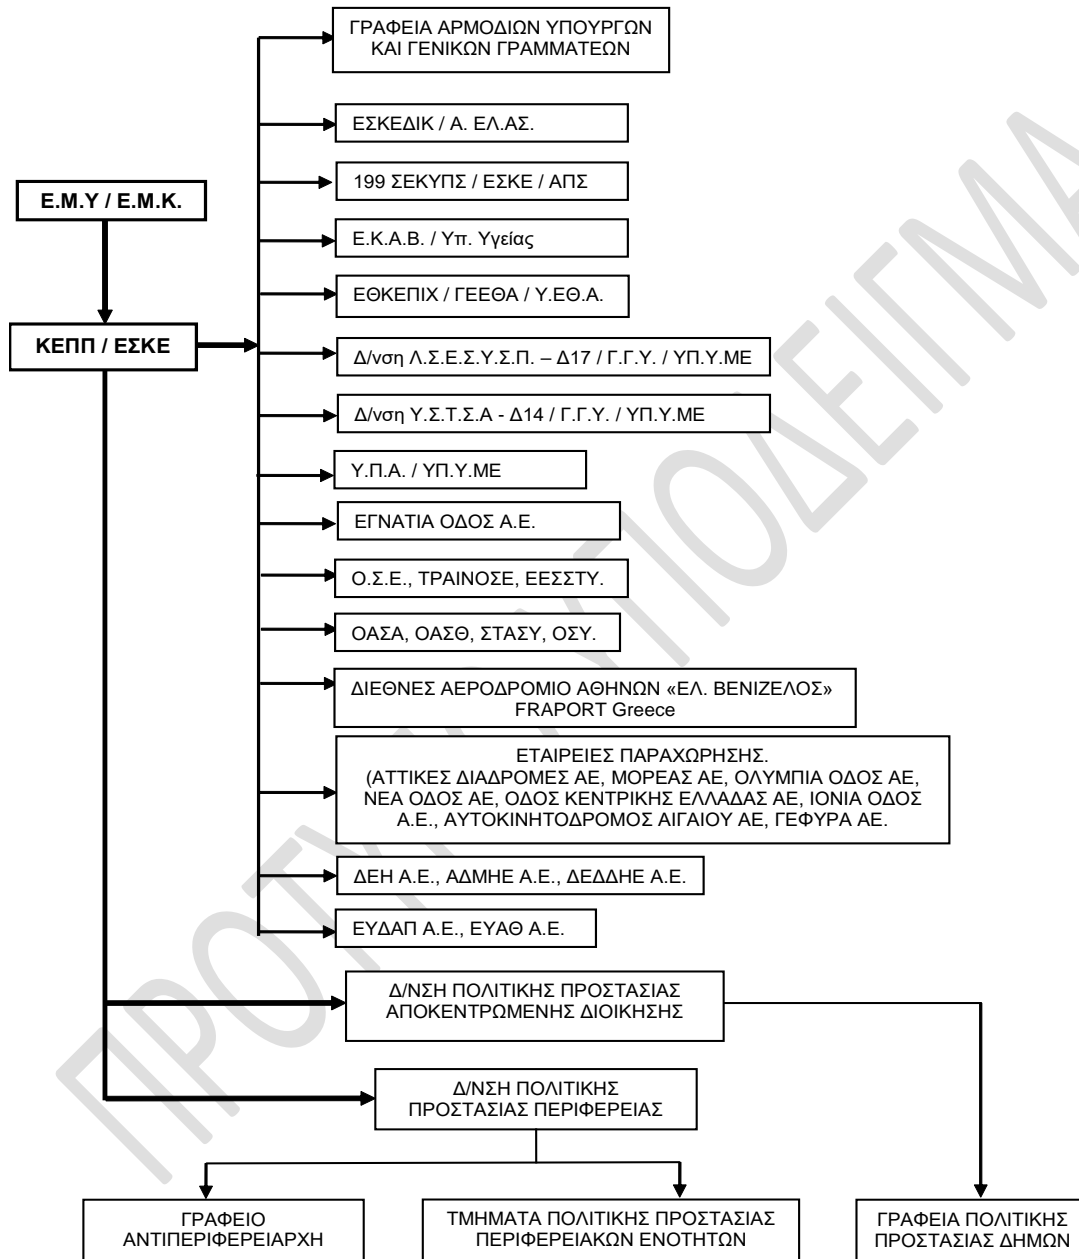 ΓΡΑΦΕΙΑ ΑΡΜΟΔΙΩΝ ΥΠΟΥΡΓΩΝ
ΚΑΙ ΓΕΝΙΚΩΝ ΓΡΑΜΜΑΤΕΩΝ
ΕΣΚΕΔΙΚ / Α. ΕΛ.ΑΣ.
199 ΣΕΚΥΠΣ / ΕΣΚΕ / ΑΠΣ
Ε.Μ.Υ / Ε.Μ.Κ.
Ε.Κ.Α.Β. / Υπ. Υγείας
ΕΘΚΕΠΙΧ / ΓΕΕΘΑ / Υ.ΕΘ.Α.
ΚΕΠΠ / ΕΣΚΕ
Δ/νση Λ.Σ.Ε.Σ.Υ.Σ.Π. – Δ17 / Γ.Γ.Υ. / ΥΠ.Υ.ΜΕ
Δ/νση Υ.Σ.Τ.Σ.Α - Δ14 / Γ.Γ.Υ. / ΥΠ.Υ.ΜΕ
Υ.Π.Α. / ΥΠ.Υ.ΜΕ
ΕΓΝΑΤΙΑ ΟΔΟΣ Α.Ε.
Ο.Σ.Ε., ΤΡΑΙΝΟΣΕ, ΕΕΣΣΤΥ.
ΟΑΣΑ, ΟΑΣΘ, ΣΤΑΣΥ, ΟΣΥ.
ΔΙΕΘΝΕΣ ΑΕΡΟΔΡΟΜΙΟ ΑΘΗΝΩΝ «ΕΛ. ΒΕΝΙΖΕΛΟΣ»
FRAPORT Greece
ΕΤΑΙΡΕΙΕΣ ΠΑΡΑΧΩΡΗΣΗΣ.
(ΑΤΤΙΚΕΣ ΔΙΑΔΡΟΜΕΣ ΑΕ, ΜΟΡΕΑΣ ΑΕ, ΟΛΥΜΠΙΑ ΟΔΟΣ ΑΕ,
ΝΕΑ ΟΔΟΣ ΑΕ, ΟΔΟΣ ΚΕΝΤΡΙΚΗΣ ΕΛΛΑΔΑΣ ΑΕ, ΙΟΝΙΑ ΟΔΟΣ
Α.Ε., ΑΥΤΟΚΙΝΗΤΟΔΡΟΜΟΣ ΑΙΓΑΙΟΥ ΑΕ, ΓΕΦΥΡΑ ΑΕ.
ΔΕΗ Α.Ε., ΑΔΜΗΕ Α.Ε., ΔΕΔΔΗΕ Α.Ε.
ΕΥΔΑΠ Α.Ε., ΕΥΑΘ Α.Ε.
Δ/ΝΣΗ ΠΟΛΙΤΙΚΗΣ ΠΡΟΣΤΑΣΙΑΣ
ΑΠΟΚΕΝΤΡΩΜΕΝΗΣ ΔΙΟΙΚΗΣΗΣ
Δ/ΝΣΗ ΠΟΛΙΤΙΚΗΣ
ΠΡΟΣΤΑΣΙΑΣ ΠΕΡΙΦΕΡΕΙΑΣ
ΓΡΑΦΕΙΟ
ΑΝΤΙΠΕΡΙΦΕΡΕΙΑΡΧΗ
ΤΜΗΜΑΤΑ ΠΟΛΙΤΙΚΗΣ ΠΡΟΣΤΑΣΙΑΣ
ΠΕΡΙΦΕΡΕΙΑΚΩΝ ΕΝΟΤΗΤΩΝ
ΓΡΑΦΕΙΑ ΠΟΛΙΤΙΚΗΣ
ΠΡΟΣΤΑΣΙΑΣ ΔΗΜΩΝ